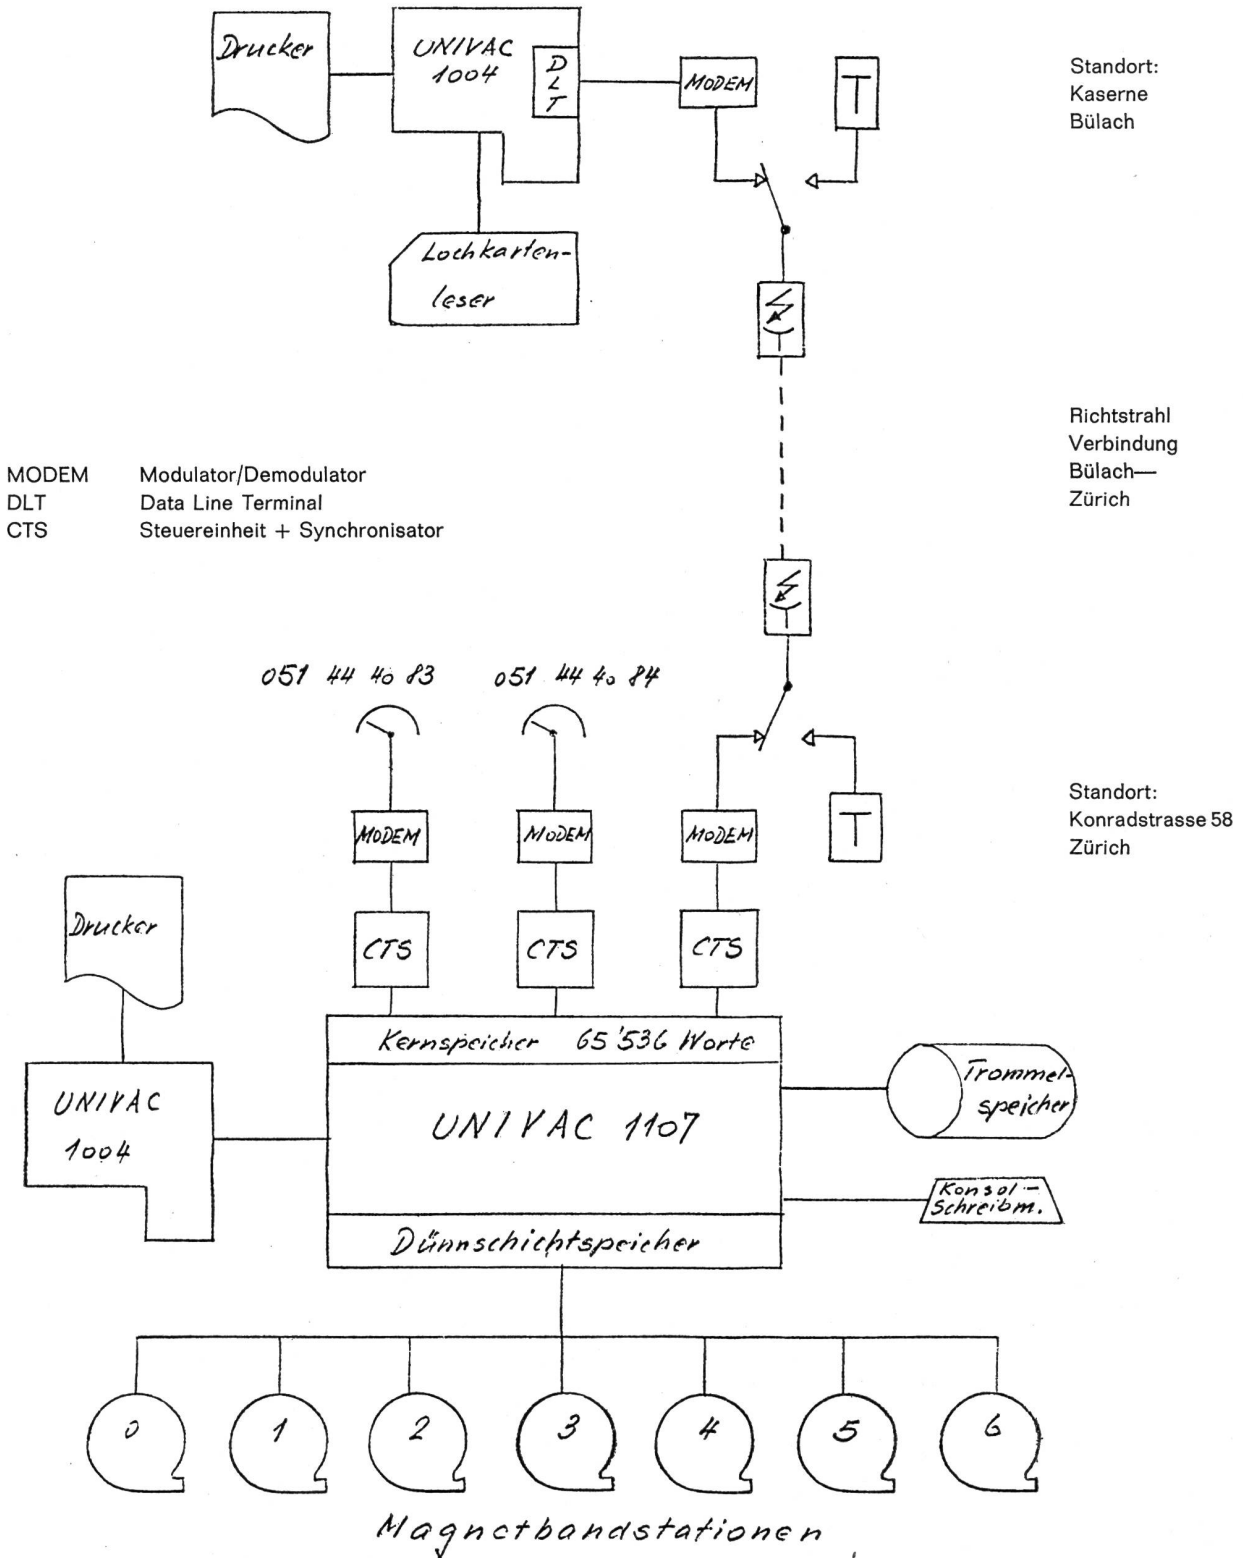 Drucker
UNIVAC
1004
D
L
T
MODEM
T
Standort:
Kaserne
Bülach
Lochkarten-
leser
Richtstrahl
Verbindung
Bülach—
Zürich
MODEM Modulator/Demodulator
DLT Data Line Terminal
CTS Steuereinheit + Synchronisator
051 44 40 83
051 44 40 84
Standort:
Konradstrasse 58
Zürich
MODEM
MODEM
MODEM
T
Drucker
CTS
CTS
CTS
Kernspeicher 65'536 Worte
UNIVAC
1004
UNIVAC 1107
Trommel-
speicher
Konsol-
Schreibm.
Dünnschichtspeicher
0 1 2 3 4 5 6
Magnetbandstationen